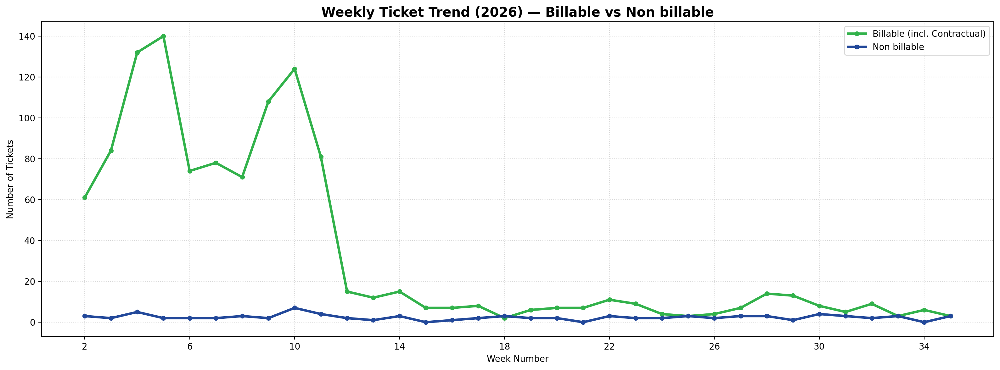 Weekly Ticket Trend (2026) — Billable vs Non billable
Billable (incl. Contractual)
Non billable
Number of Tickets
140
120
100
80
60
40
20
0
2 6 10 14 18 22 26 30 34
Week Number